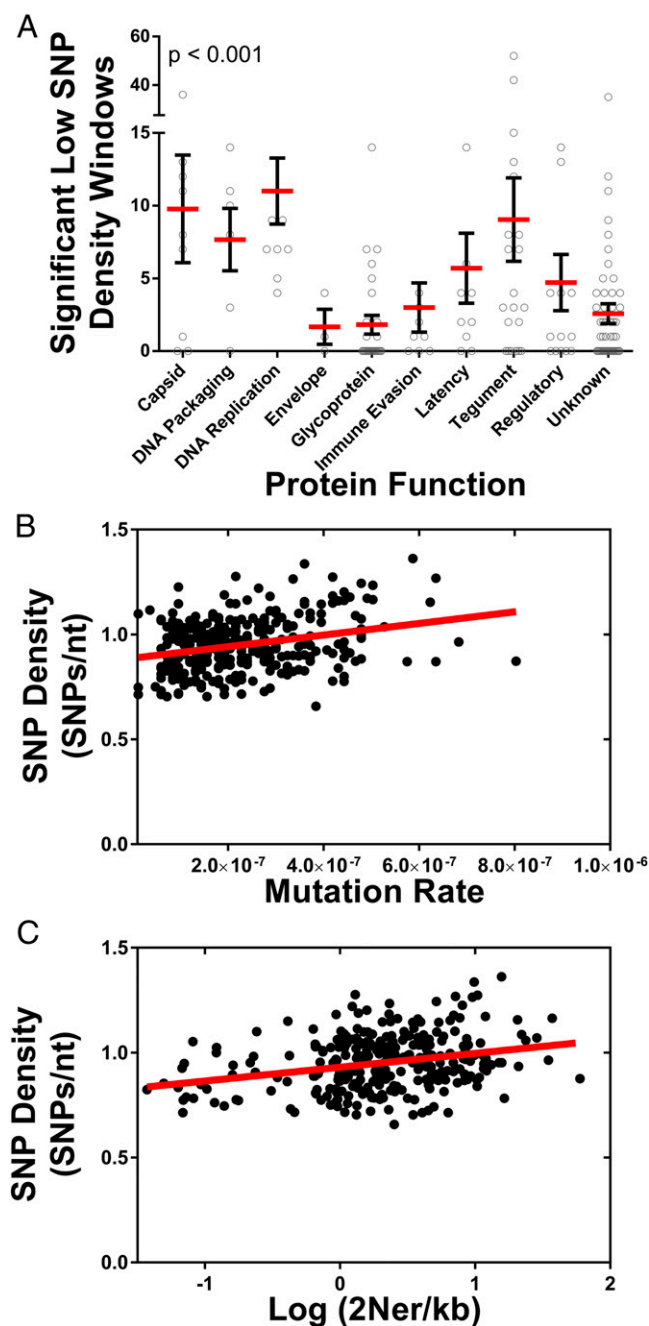 A
Significant Low SNP
Density Windows
p < 0.001
60
40
15
10
5
0
Capsid
DNA Packaging
DNA Replication
Envelope
Glycoprotein
Immune Evasion
Latency
Tegument
Regulatory
Unknown
Protein Function
B
SNP Density
(SNPs/nt)
1.5
1.0
0.5
0.0
2.0×10⁻⁷ 4.0×10⁻⁷ 6.0×10⁻⁷ 8.0×10⁻⁷ 1.0×10⁻⁶
Mutation Rate
C
SNP Density
(SNPs/nt)
1.5
1.0
0.5
0.0
-1 0 1 2
Log (2Ner/kb)